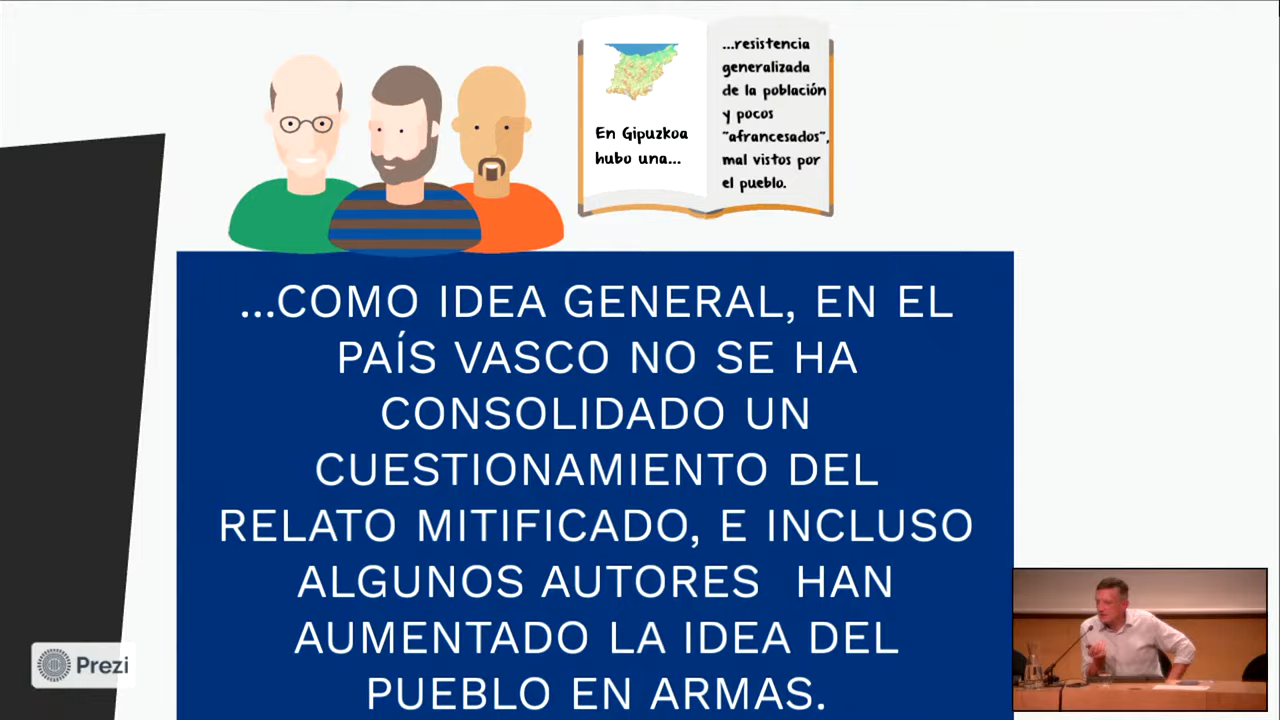 En Gipuzkoa
hubo una...
...resistencia
generalizada
de la población
y pocos
"afrancesados",
mal vistos por
el pueblo.
...COMO IDEA GENERAL, EN EL
PAÍS VASCO NO SE HA
CONSOLIDADO UN
CUESTIONAMIENTO DEL
RELATO MITIFICADO, E INCLUSO
ALGUNOS AUTORES HAN
AUMENTADO LA IDEA DEL
PUEBLO EN ARMAS.
Prezi